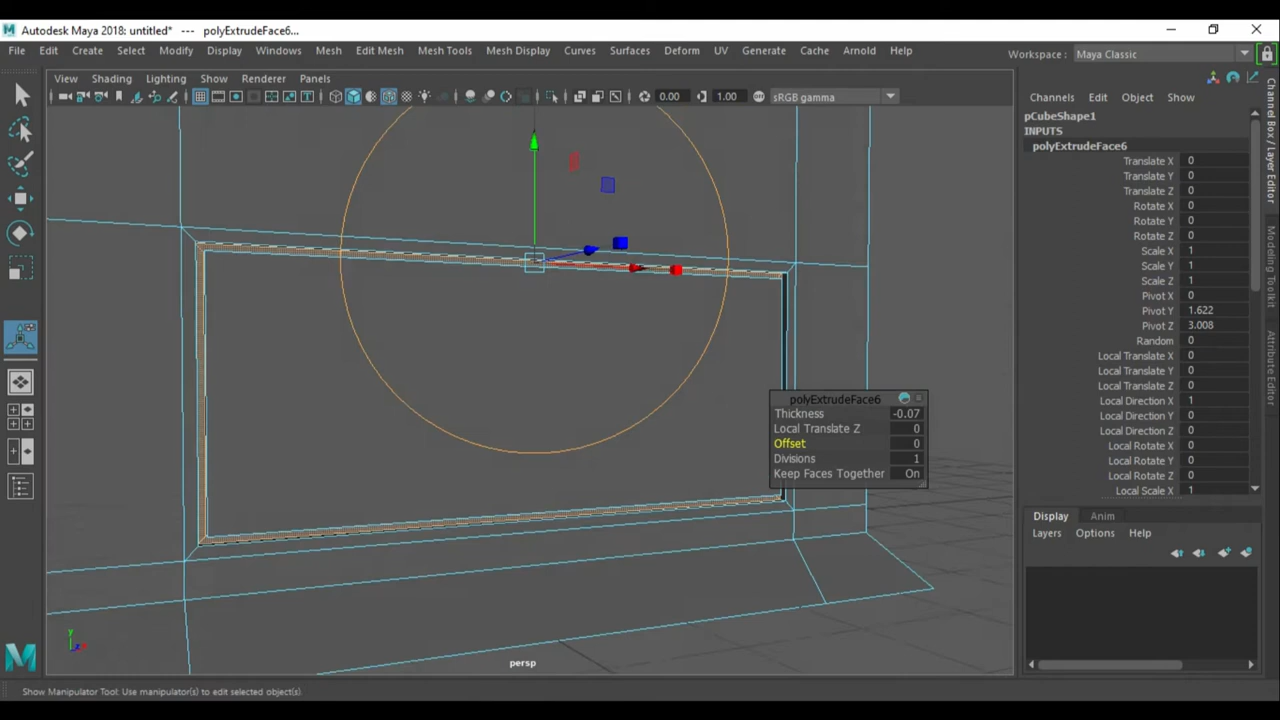 Autodesk Maya 2018: untitled*   ---   polyExtrudeFace6...
File Edit Create Select Modify Display Windows Mesh Edit Mesh Mesh Tools Mesh Display Curves Surfaces Deform UV Generate Cache Arnold Help
Workspace : Maya Classic
View Shading Lighting Show Renderer Panels
0.00 1.00 sRGB gamma
Channels Edit Object Show
pCubeShape1
INPUTS
polyExtrudeFace6
Translate X 0
Translate Y 0
Translate Z 0
Rotate X 0
Rotate Y 0
Rotate Z 0
Scale X 1
Scale Y 1
Scale Z 1
Pivot X 0
Pivot Y 1.622
Pivot Z 3.008
Random 0
Local Translate X 0
Local Translate Y 0
Local Translate Z 0
Local Direction X 1
Local Direction Y 0
Local Direction Z 0
Local Rotate X 0
Local Rotate Y 0
Local Rotate Z 0
Local Scale X 1
Channel Box / Layer Editor
Modeling Toolkit
Attribute Editor
polyExtrudeFace6
Thickness -0.07
Local Translate Z 0
Offset 0
Divisions 1
Keep Faces Together On
Display Anim
Layers Options Help
y
z
persp
Show Manipulator Tool: Use manipulator(s) to edit selected object(s).